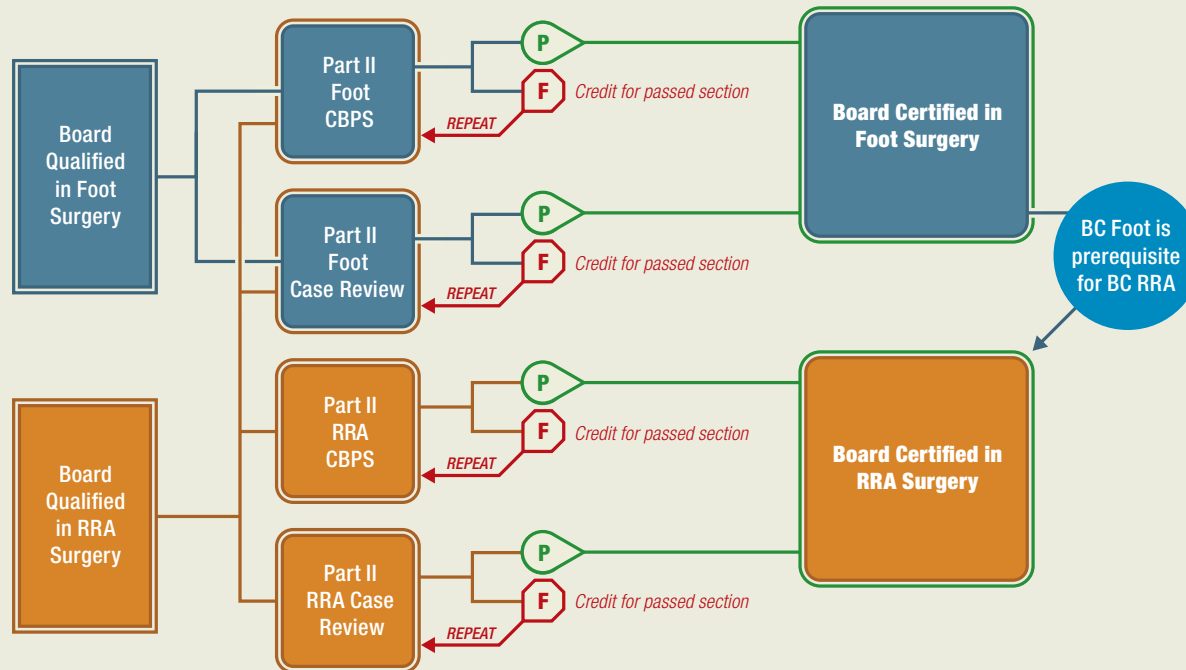 Board
Qualified
in Foot
Surgery
Part II
Foot
CBPS
P
F
Credit for passed section
REPEAT
Board Certified in
Foot Surgery
Part II
Foot
Case Review
P
F
Credit for passed section
REPEAT
BC Foot is
prerequisite
for BC RRA
Board
Qualified
in RRA
Surgery
Part II
RRA
CBPS
P
F
Credit for passed section
REPEAT
Board Certified in
RRA Surgery
Part II
RRA Case
Review
P
F
Credit for passed section
REPEAT